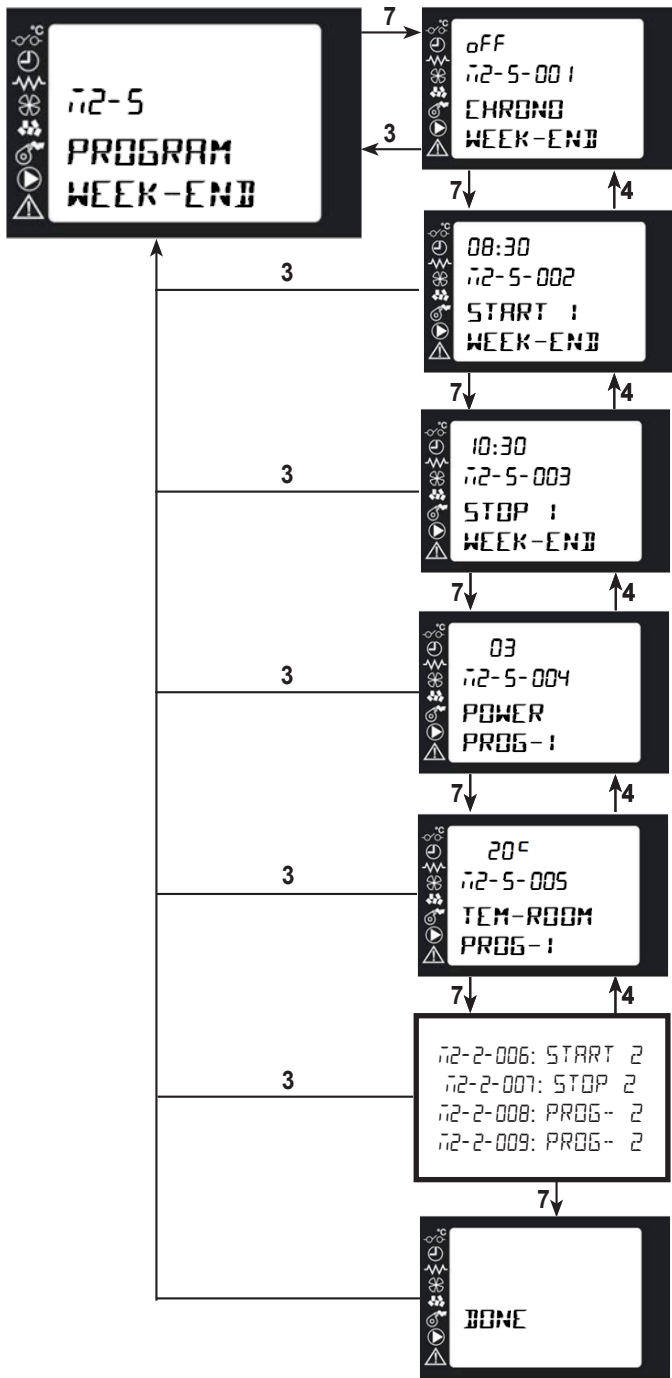 M2-5
PROGRAM
WEEK-END
7
3
°C
oFF
M2-5-001
CHRONO
WEEK-END
7
4
3
°C
08:30
M2-5-002
START 1
WEEK-END
7
4
3
°C
10:30
M2-5-003
STOP 1
WEEK-END
7
4
3
°C
03
M2-5-004
POWER
PROG-1
7
4
3
°C
20c
M2-5-005
TEM-ROOM
PROG-1
7
4
3
M2-2-006: START 2
M2-2-007: STOP 2
M2-2-008: PROG- 2
M2-2-009: PROG- 2
7
°C
DONE
°C